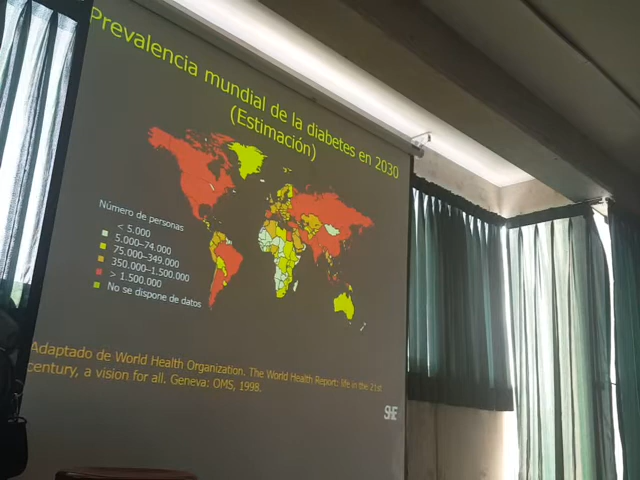 Prevalencia mundial de la diabetes en 2030
(Estimación)
Número de personas
< 5.000
5.000–74.000
75.000–349.000
350.000–1.500.000
> 1.500.000
No se dispone de datos
Adaptado de World Health Organization. The World Health Report: life in the 21st
century, a vision for all. Geneva: OMS, 1998.